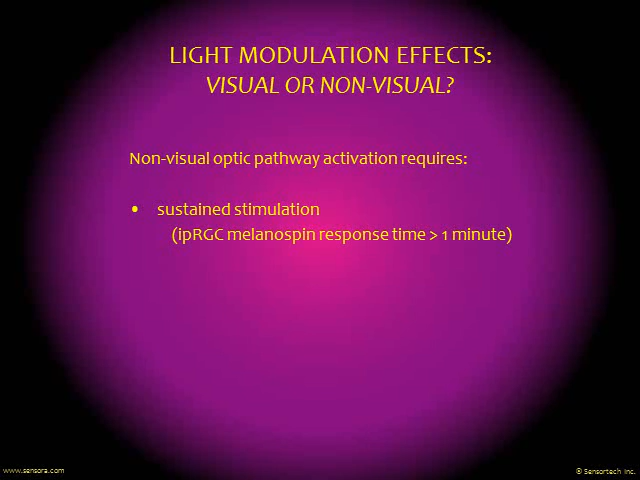 LIGHT MODULATION EFFECTS:
VISUAL OR NON-VISUAL?
Non-visual optic pathway activation requires:
• sustained stimulation
(ipRGC melanospin response time > 1 minute)
www.sensora.com
© Sensortech Inc.